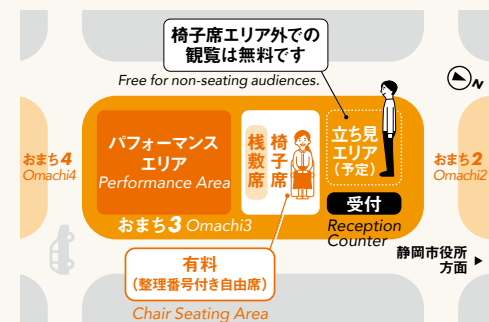 椅子席エリア外での
観覧は無料です
Free for non-seating audiences.
N
おまち4
Omachi4
パフォーマンス
エリア
Performance Area
桟敷席
椅子席
立ち見
エリア
（予定）
おまち2
Omachi2
おまち3 Omachi3
受付
Reception
Counter
静岡市役所
方面 ▶
有料
（整理番号付き自由席）
Chair Seating Area